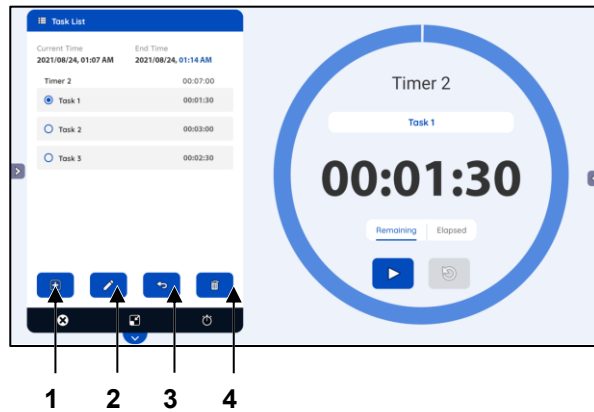 Task List
Current Time End Time
2021/08/24, 01:07 AM 2021/08/24, 01:14 AM
Timer 2 00:07:00
Task 1 00:01:30
Task 2 00:03:00
Task 3 00:02:30
Timer 2
Task 1
00:01:30
Remaining Elapsed
1 2 3 4